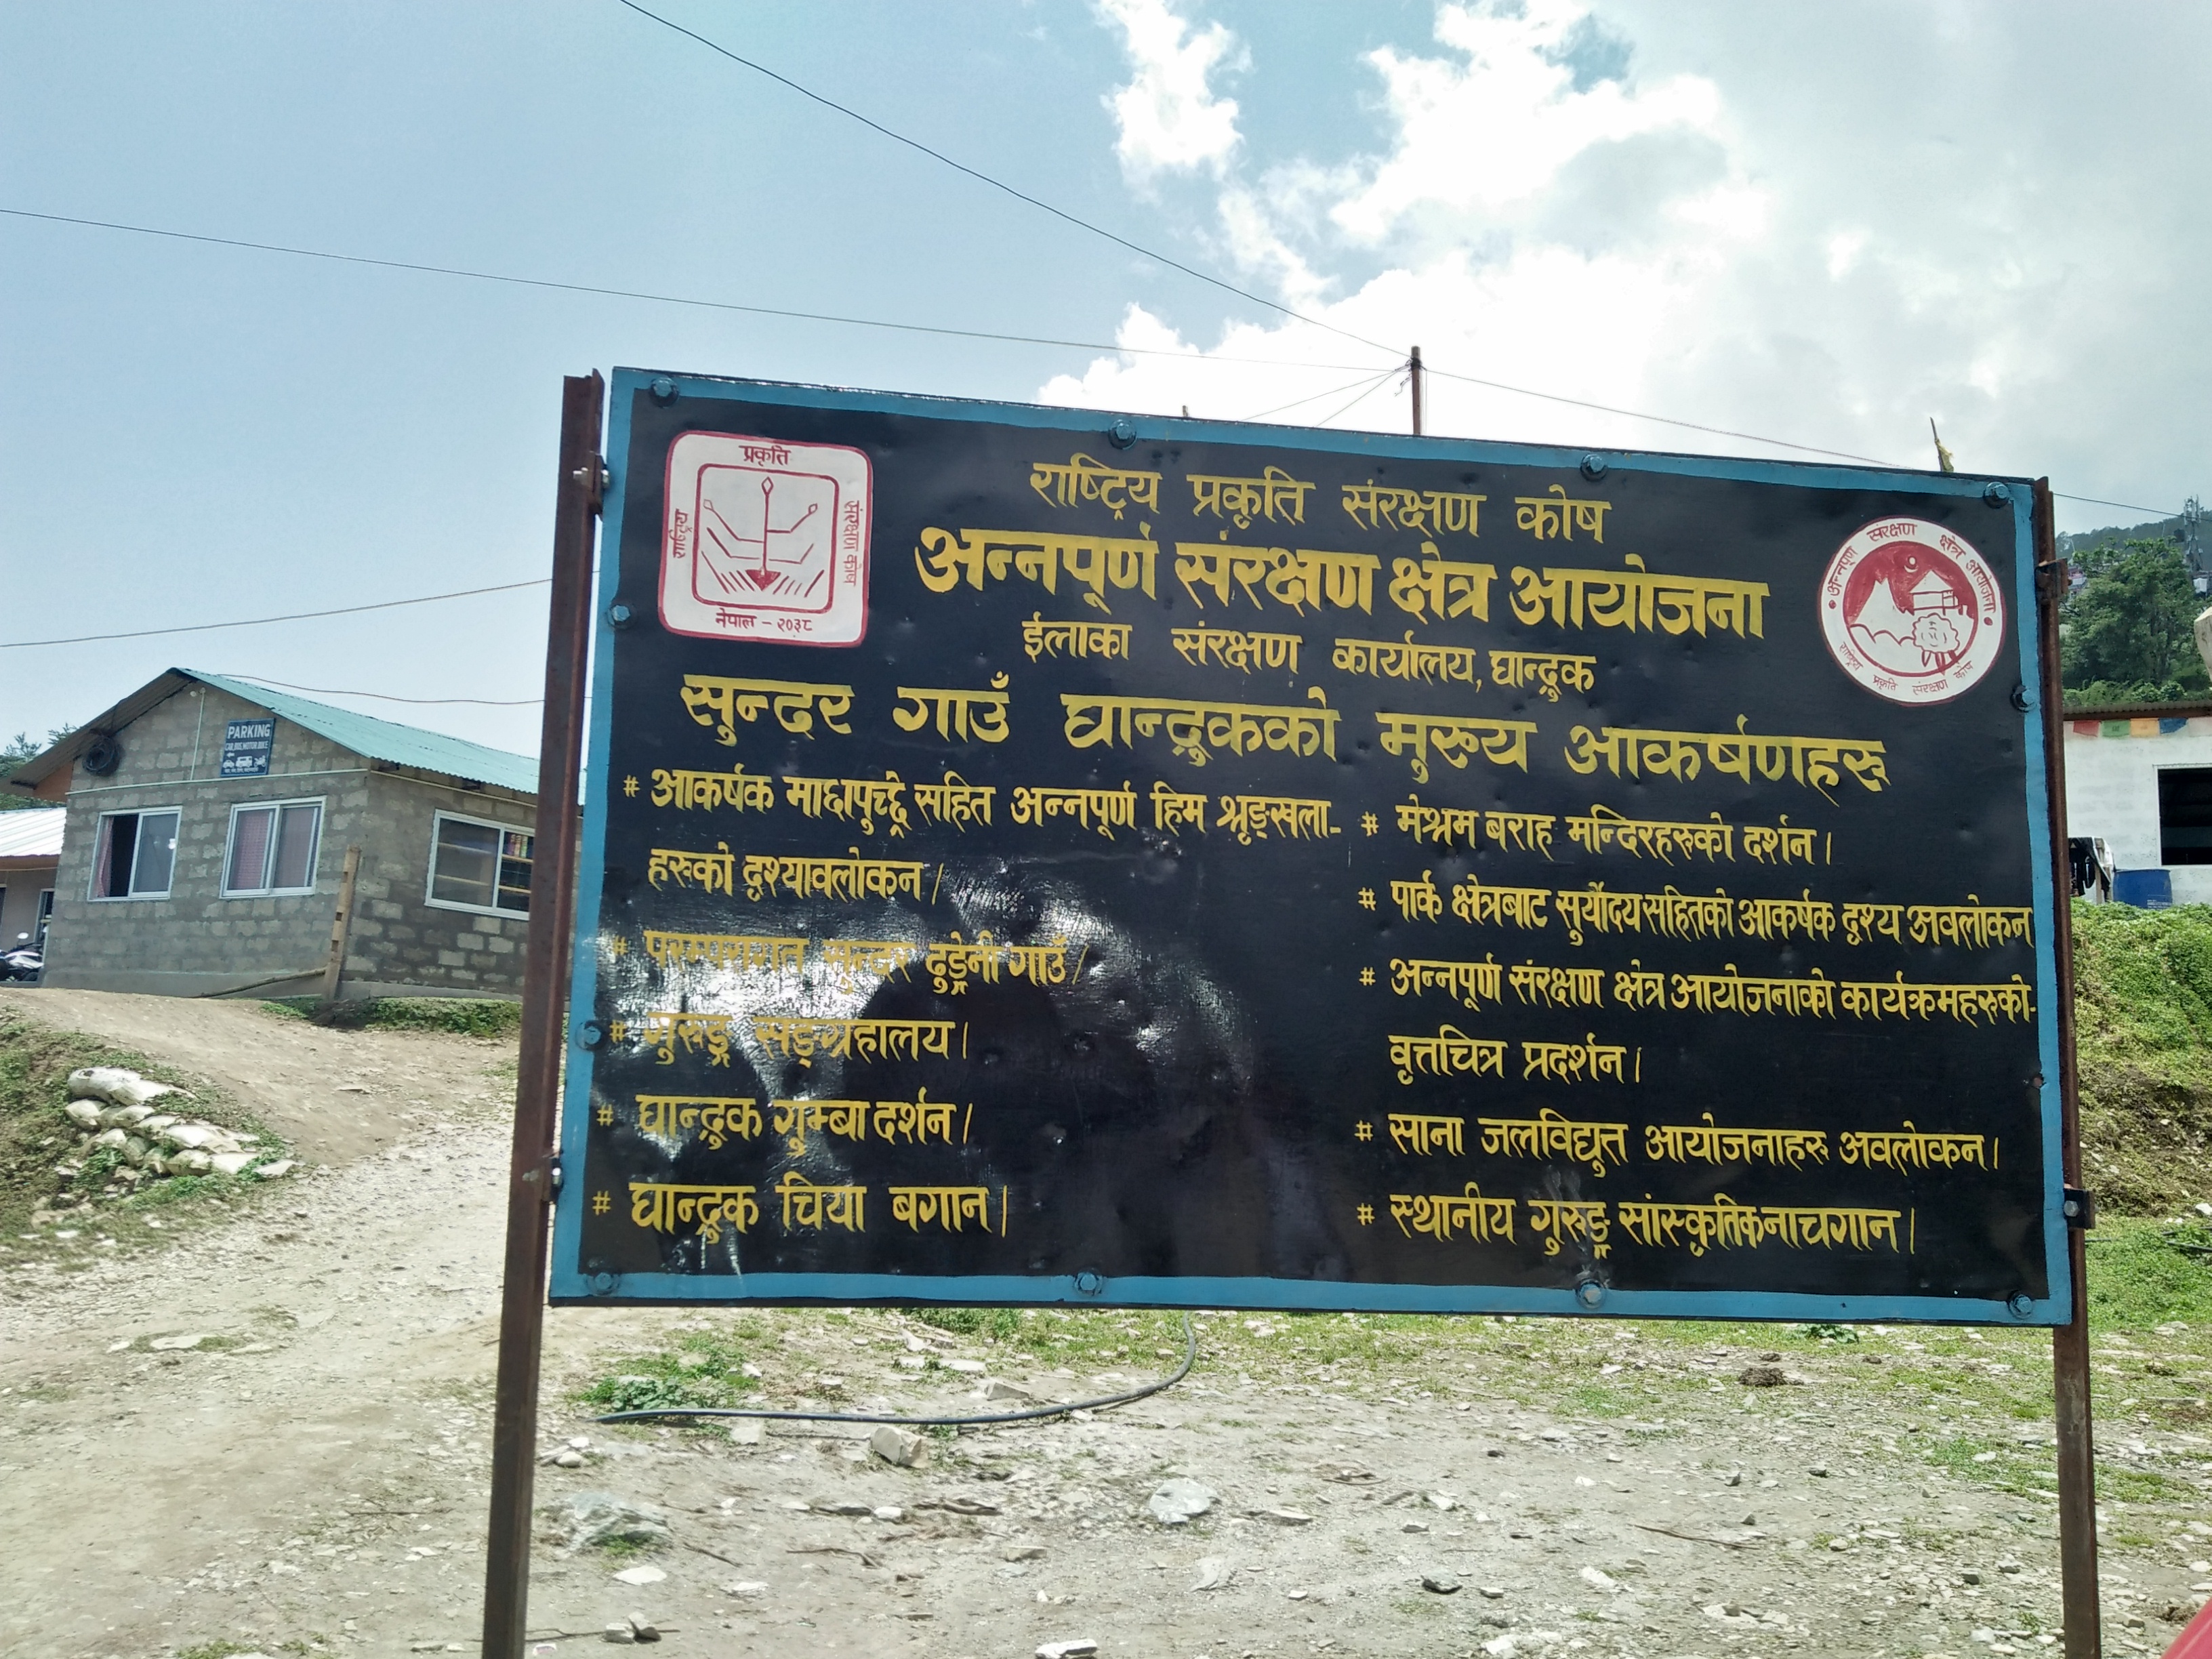 राष्ट्रिय प्रकृति संरक्षण कोष
अन्नपूर्ण संरक्षण क्षेत्र आयोजना
ईलाका संरक्षण कार्यालय, घान्द्रुक
सुन्दर गाउँ घान्द्रुकको मुख्य आकर्षणहरु
# आकर्षक माछापुच्छ्रे सहित अन्नपूर्ण हिम श्रृङ्खला-
हरुको दृश्यावलोकन।
# परम्परागत सुन्दर ढुङ्गेनी गाउँ।
# गुरुङ्ग सङ्ग्रहालय।
# घान्द्रुक गुम्बा दर्शन।
# घान्द्रुक चिया बगान।
# मेश्रम बराह मन्दिरहरुको दर्शन।
# पार्क क्षेत्रबाट सुर्योदय सहितको आकर्षक दृश्य अवलोकन
# अन्नपूर्ण संरक्षण क्षेत्र आयोजनाको कार्यक्रमहरुको-
वृत्तचित्र प्रदर्शन।
# साना जलविद्युत आयोजनाहरु अवलोकन।
# स्थानीय गुरुङ्ग सांस्कृतिक नाचगान।
राष्ट्रिय प्रकृति संरक्षण कोष
नेपाल - २०३८
अन्नपूर्ण संरक्षण क्षेत्र आयोजना
राष्ट्रिय प्रकृति संरक्षण कोष
PARKING
CAR, BUS, MOTOR BIKE